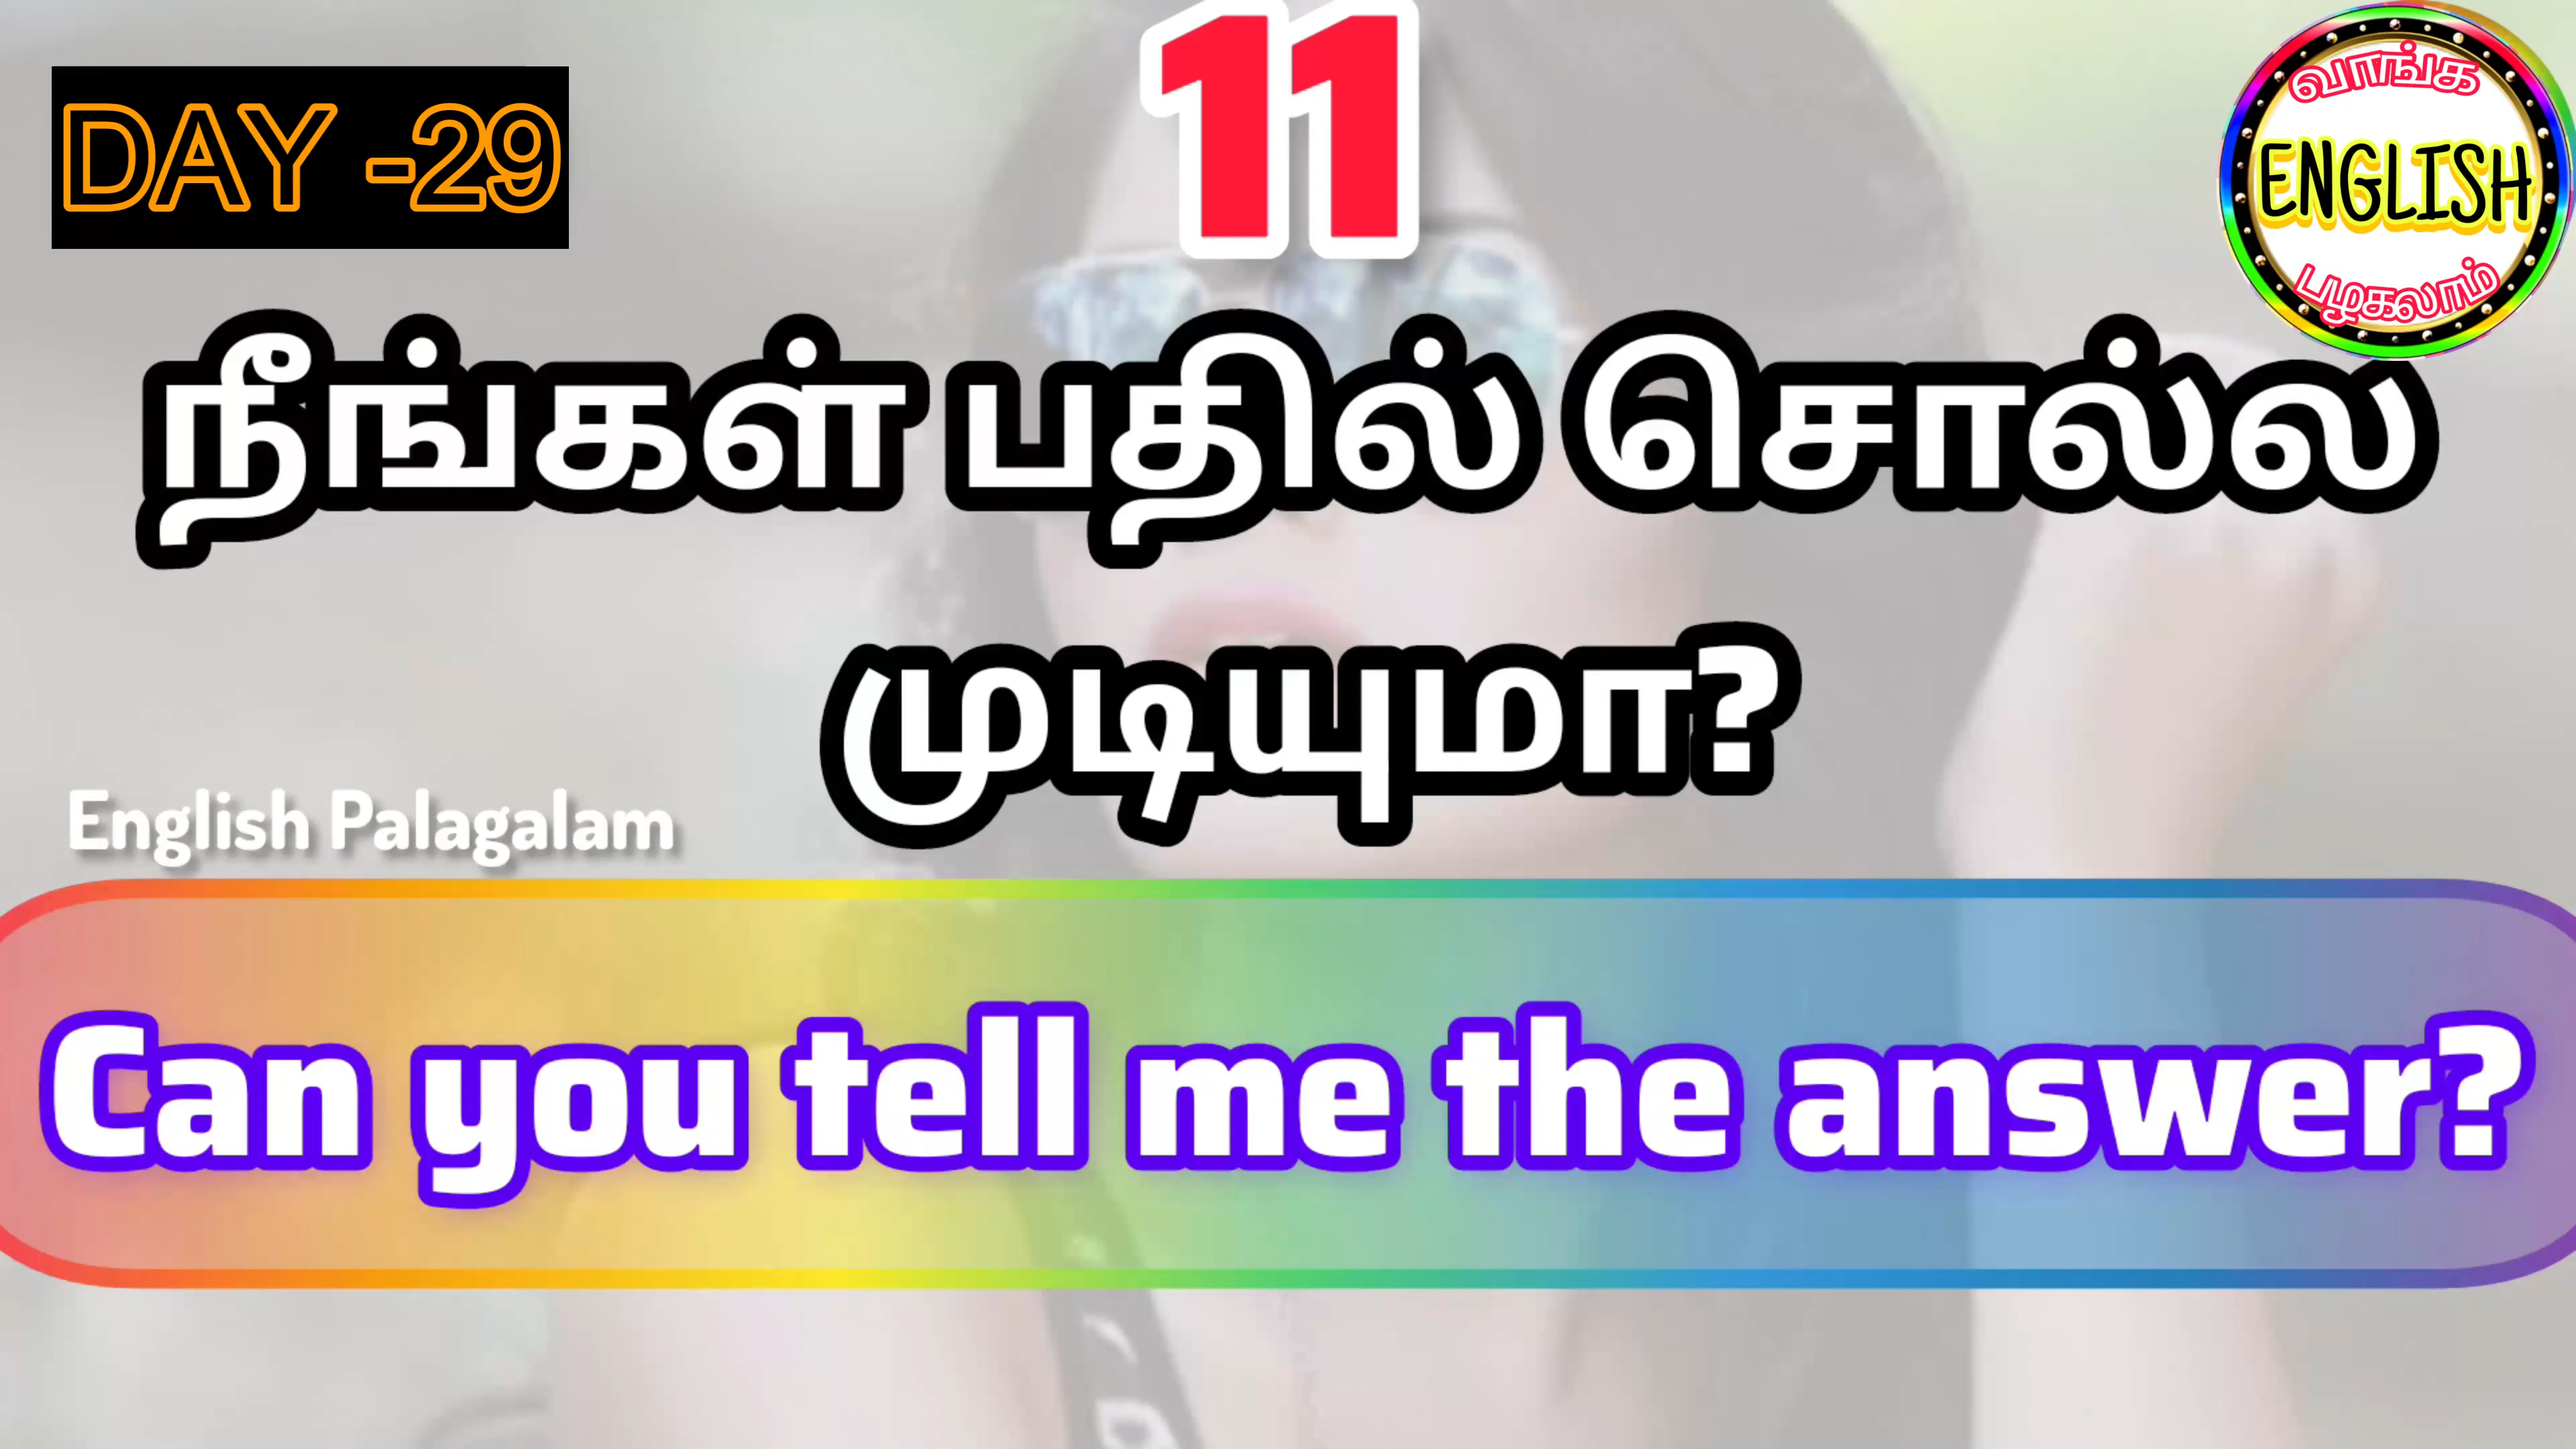 DAY -29
11
வாங்க
ENGLISH
பழகலாம்
நீங்கள் பதில் சொல்ல
முடியுமா?
English Palagalam
Can you tell me the answer?